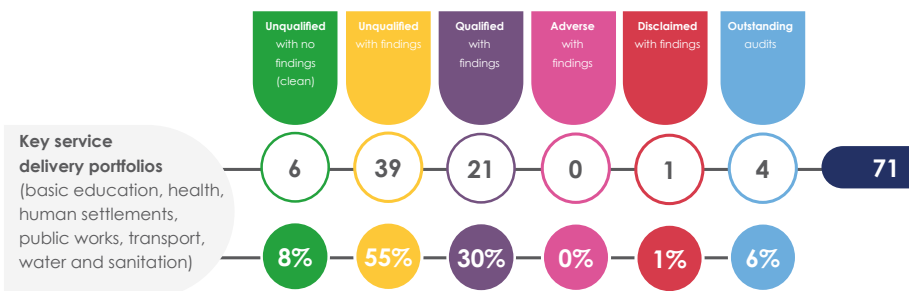 Unqualified
with no
findings
(clean)
Unqualified
with findings
Qualified
with
findings
Adverse
with
findings
Disclaimed
with findings
Outstanding
audits
Key service
delivery portfolios
(basic education, health,
human settlements,
public works, transport,
water and sanitation)
6
39
21
0
1
4
71
8%
55%
30%
0%
1%
6%